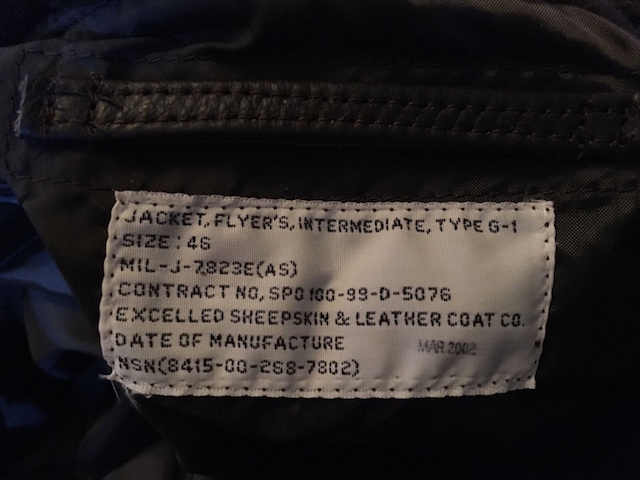 JACKET, FLYER'S, INTERMEDIATE, TYPE G-1
SIZE: 46
MIL-J-7823E(AS)
CONTRACT NO, SPO100-99-D-5076
EXCELLED SHEEPSKIN & LEATHER COAT CO.
DATE OF MANUFACTURE MAR 2002
NSN(8415-00-268-7802)